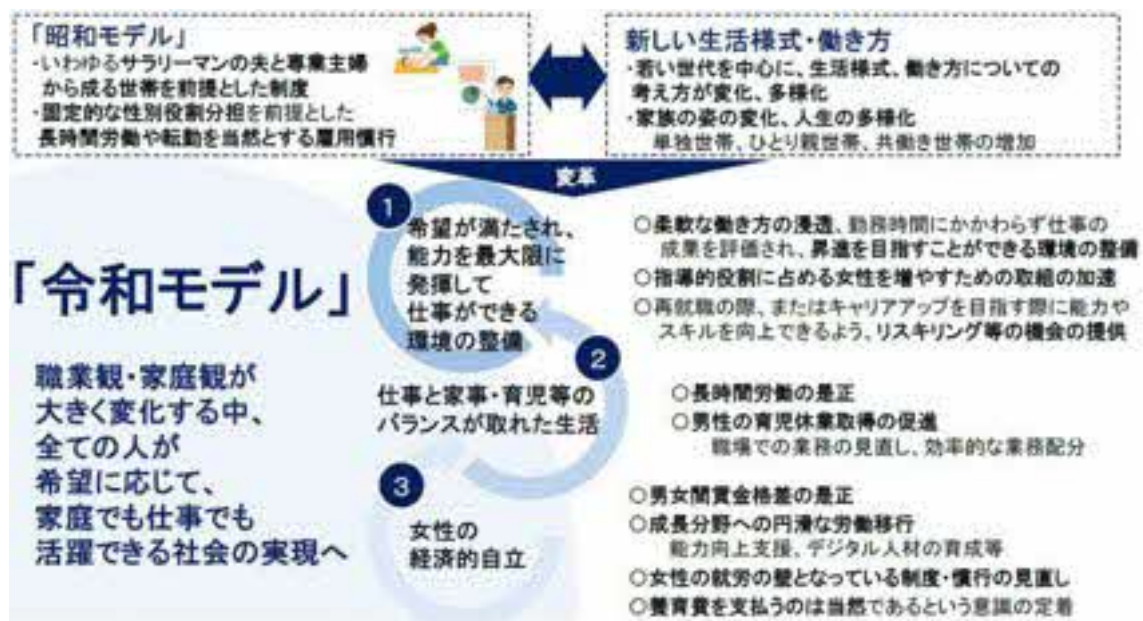 「昭和モデル」
・いわゆるサラリーマンの夫と専業主婦
から成る世帯を前提とした制度
・固定的な性別役割分担を前提とした
長時間労働や転勤を当然とする雇用慣行
新しい生活様式・働き方
・若い世代を中心に、生活様式、働き方についての
考え方が変化、多様化
・家族の姿の変化、人生の多様化
単独世帯、ひとり親世帯、共働き世帯の増加
変革
「令和モデル」
職業観・家庭観が
大きく変化する中、
全ての人が
希望に応じて、
家庭でも仕事でも
活躍できる社会の実現へ
1
希望が満たされ、
能力を最大限に
発揮して
仕事ができる
環境の整備
○柔軟な働き方の浸透、勤務時間にかかわらず仕事の
成果を評価され、昇進を目指すことができる環境の整備
○指導的役割に占める女性を増やすための取組の加速
○再就職の際、またはキャリアアップを目指す際に能力や
スキルを向上できるよう、リスキリング等の機会の提供
2
仕事と家事・育児等の
バランスが取れた生活
○長時間労働の是正
○男性の育児休業取得の促進
職場での業務の見直し、効率的な業務配分
3
女性の
経済的自立
○男女間賃金格差の是正
○成長分野への円滑な労働移行
能力向上支援、デジタル人材の育成等
○女性の就労の壁となっている制度・慣行の見直し
○養育費を支払うのは当然であるという意識の定着